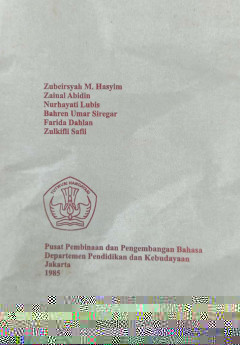 Zubeirsyah M. Hasyim
Zainal Abidin
Nurhayati Lubis
Bahren Umar Siregar
Farida Dahlan
Zulkifli Safii
Pusat Pembinaan dan Pengembangan Bahasa
Departemen Pendidikan dan Kebudayaan
Jakarta
1985